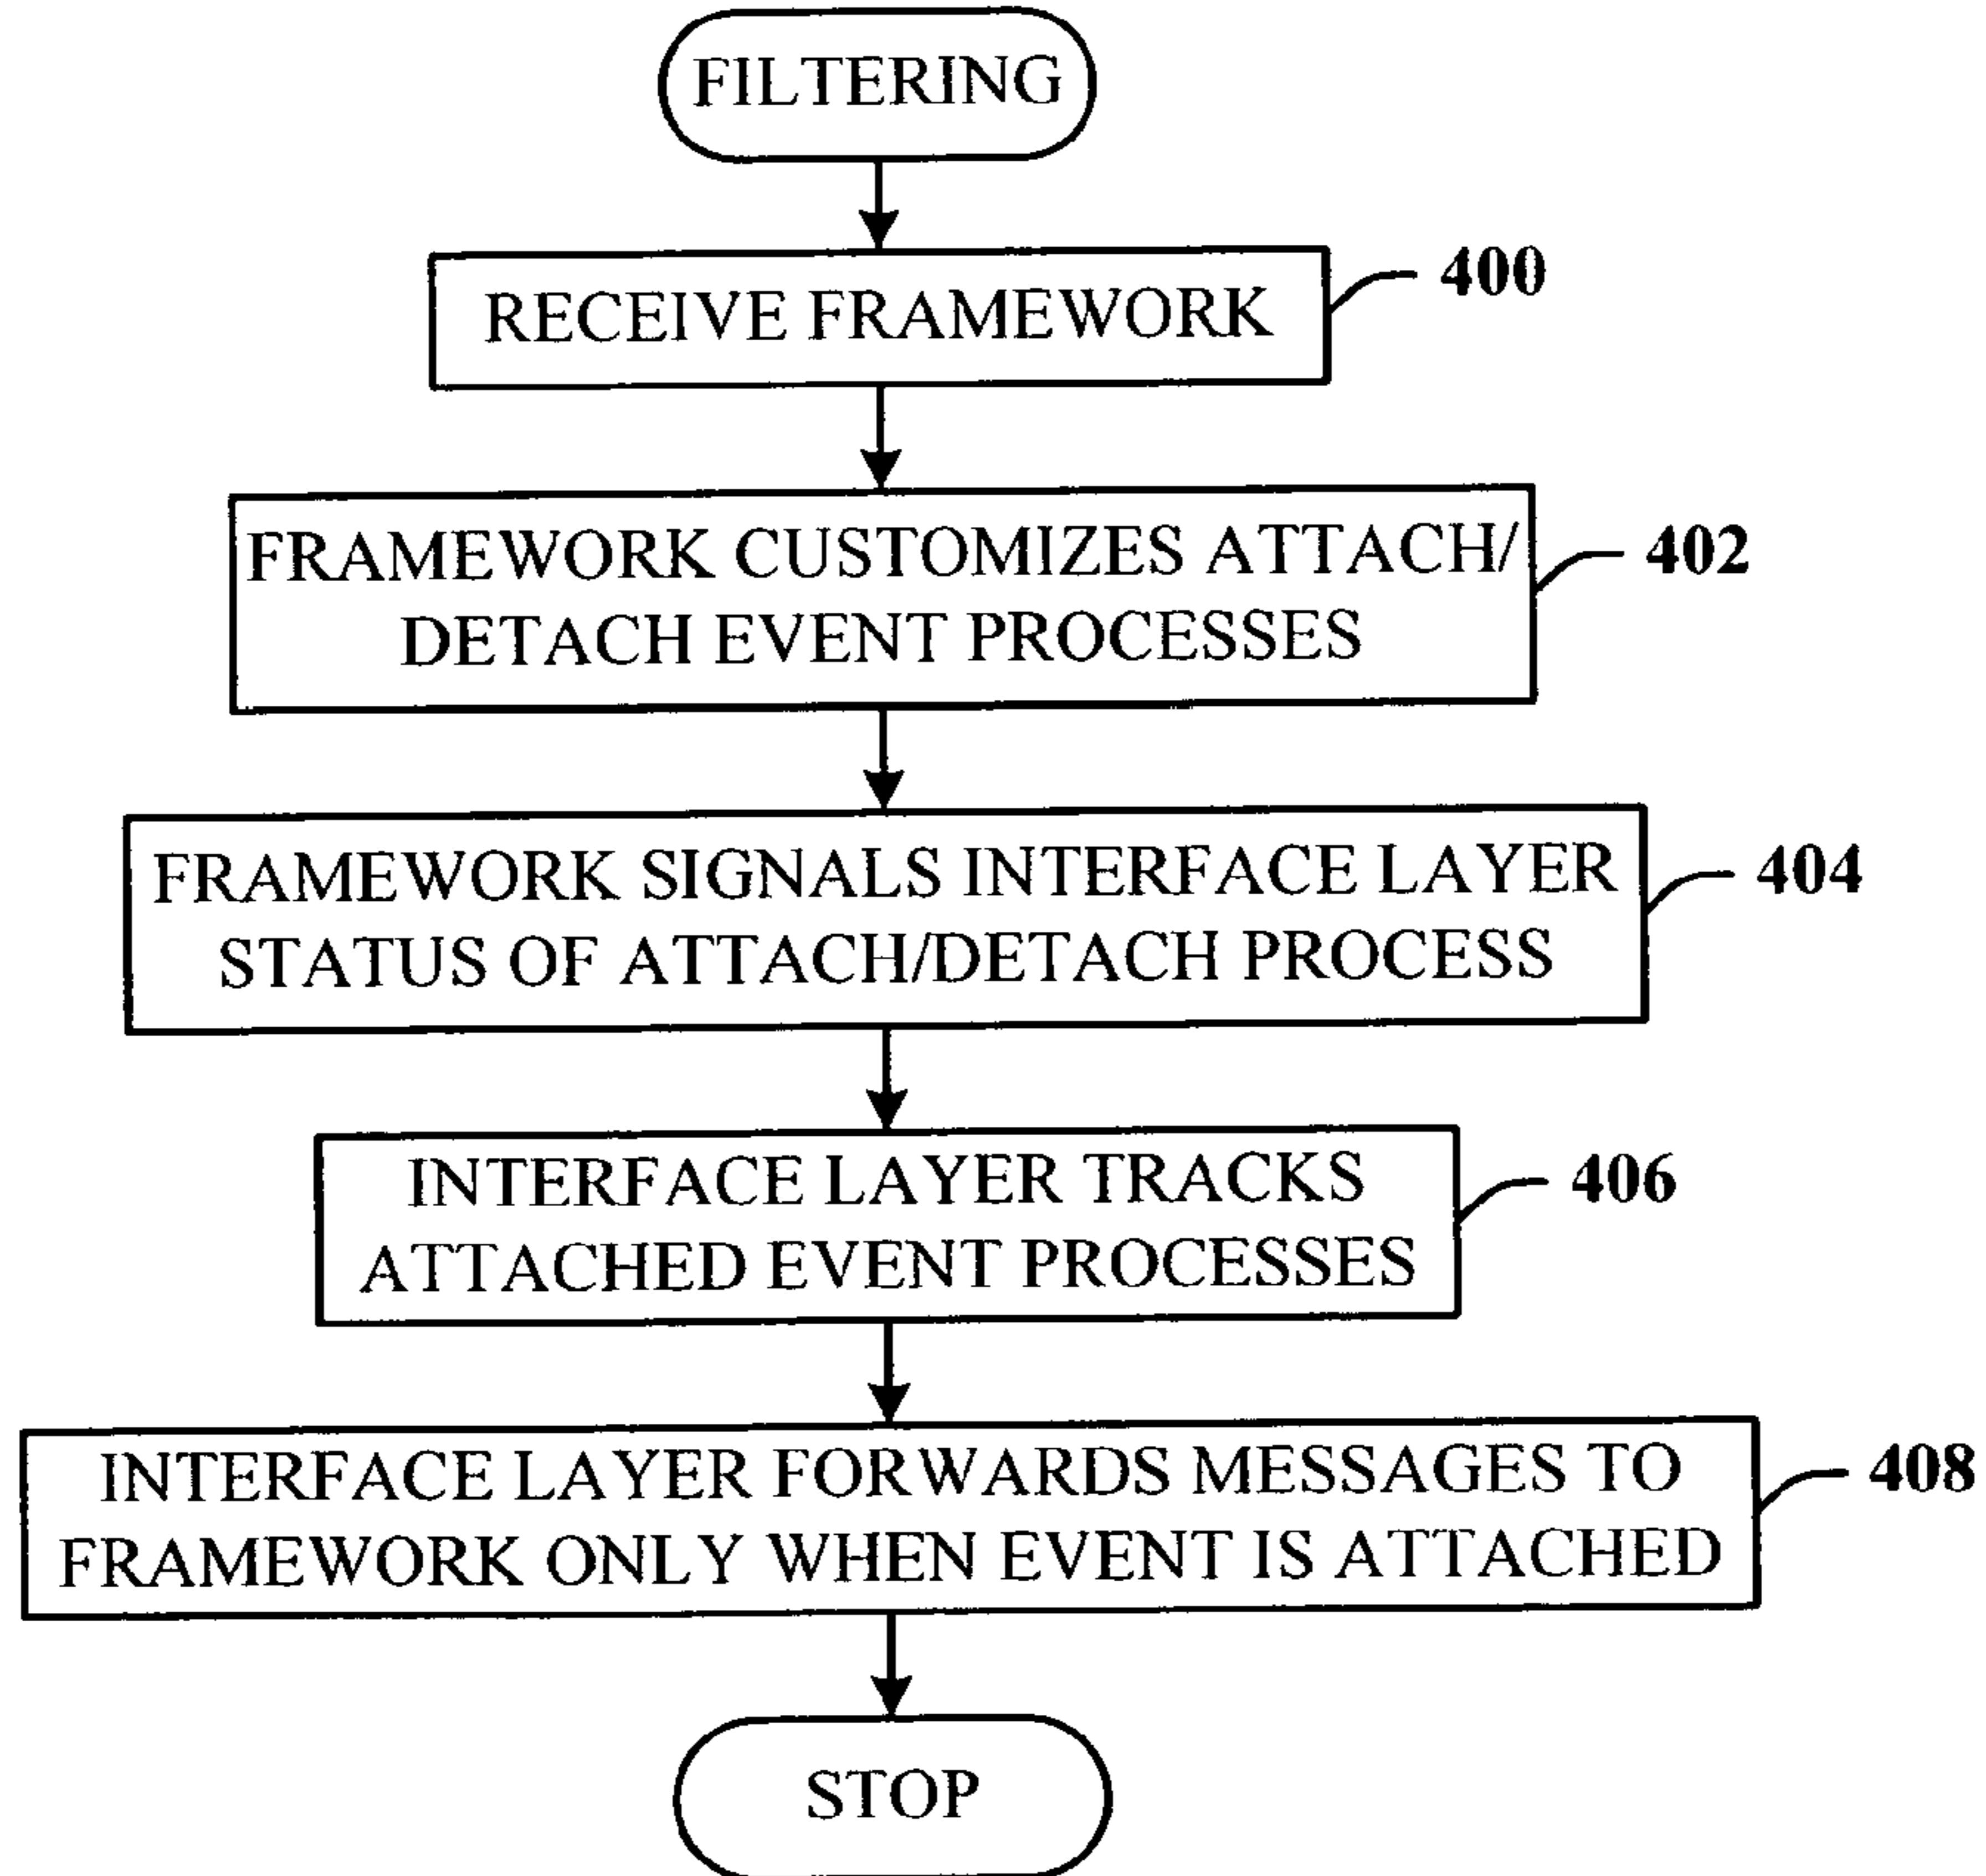 FILTERING
RECEIVE FRAMEWORK
400
FRAMEWORK CUSTOMIZES ATTACH/
DETACH EVENT PROCESSES
402
FRAMEWORK SIGNALS INTERFACE LAYER
STATUS OF ATTACH/DETACH PROCESS
404
INTERFACE LAYER TRACKS
ATTACHED EVENT PROCESSES
406
INTERFACE LAYER FORWARDS MESSAGES TO
FRAMEWORK ONLY WHEN EVENT IS ATTACHED
408
STOP